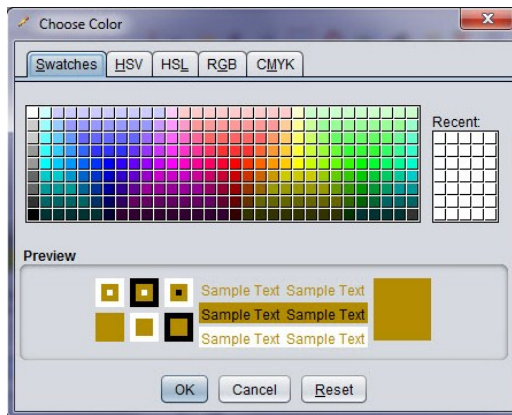 Choose Color
Swatches HSV HSL RGB CMYK
Recent:
Preview
Sample Text Sample Text
Sample Text Sample Text
Sample Text Sample Text
OK Cancel Reset